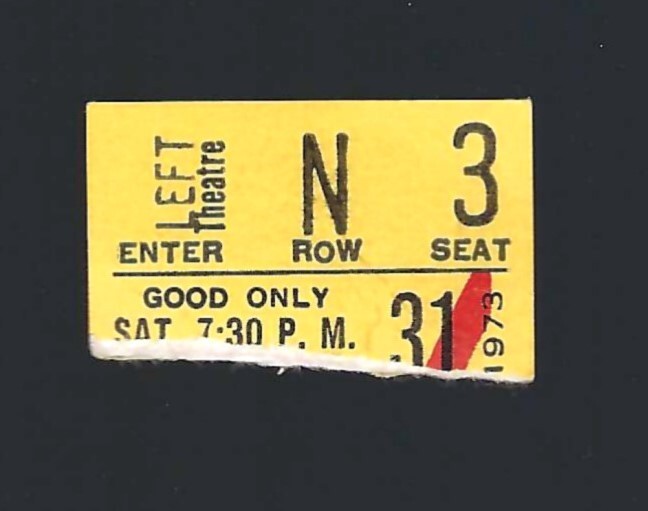 LEFT
Theatre
N
3
ENTER ROW SEAT
GOOD ONLY
SAT. 7:30 P. M.
31
1973